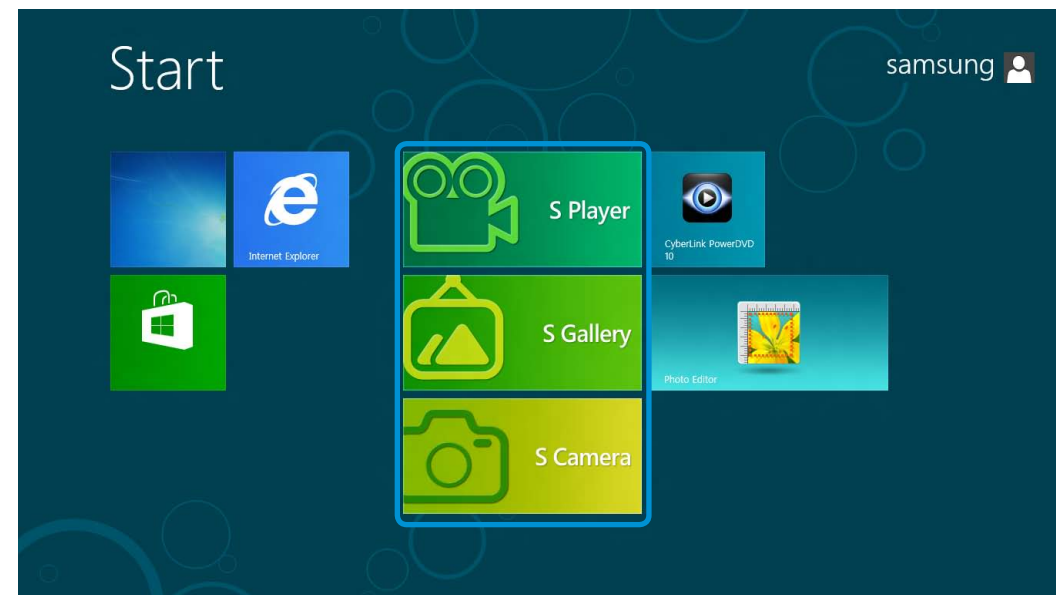 Start
samsung
Internet Explorer
S Player
CyberLink PowerDVD
10
S Gallery
Photo Editor
S Camera